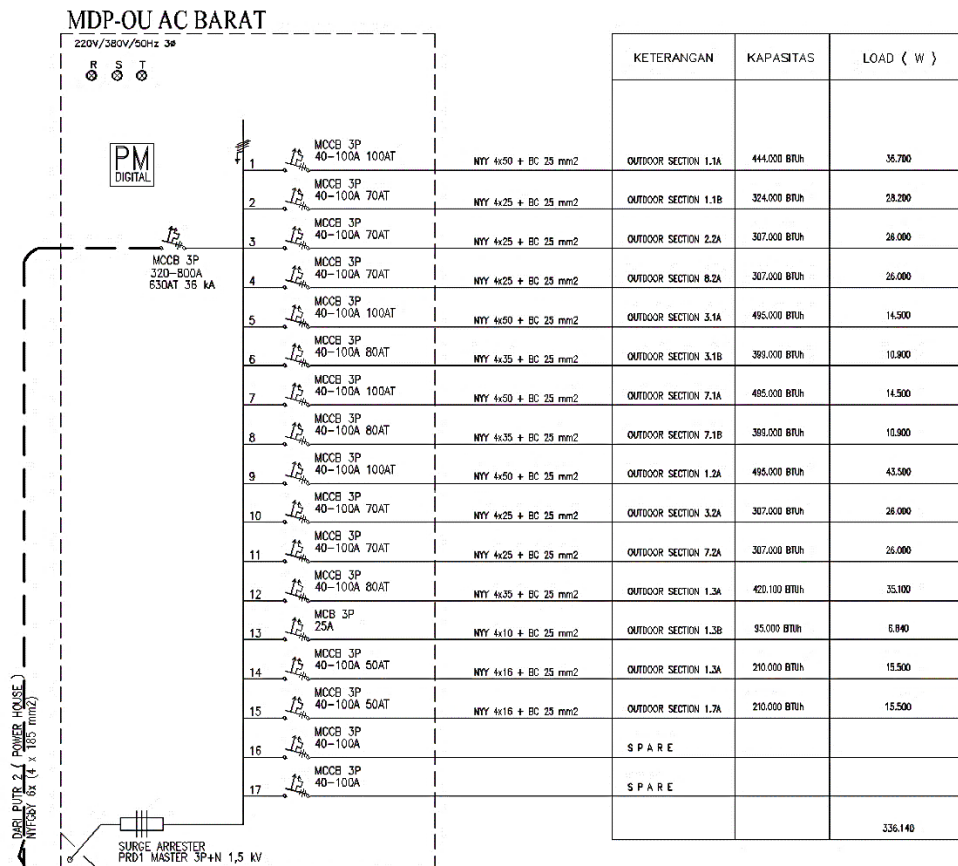 MDP-OU AC BARAT
220V/380V/50Hz 3ø
R S T
PM
DIGITAL
MCCB 3P
320-800A
630AT 36 kA
KETERANGAN KAPASITAS LOAD ( W )
1 MCCB 3P
40-100A 100AT
NYY 4x50 + BC 25 mm2 OUTDOOR SECTION 1.1A 444.000 BTUh 36.700
2 MCCB 3P
40-100A 70AT
NYY 4x25 + BC 25 mm2 OUTDOOR SECTION 1.1B 324.000 BTUh 28.200
3 MCCB 3P
40-100A 70AT
NYY 4x25 + BC 25 mm2 OUTDOOR SECTION 2.2A 307.000 BTUh 26.000
4 MCCB 3P
40-100A 70AT
NYY 4x25 + BC 25 mm2 OUTDOOR SECTION 8.2A 307.000 BTUh 26.000
5 MCCB 3P
40-100A 100AT
NYY 4x50 + BC 25 mm2 OUTDOOR SECTION 3.1A 495.000 BTUh 14.500
6 MCCB 3P
40-100A 80AT
NYY 4x35 + BC 25 mm2 OUTDOOR SECTION 3.1B 399.000 BTUh 10.900
7 MCCB 3P
40-100A 100AT
NYY 4x50 + BC 25 mm2 OUTDOOR SECTION 7.1A 495.000 BTUh 14.500
8 MCCB 3P
40-100A 80AT
NYY 4x35 + BC 25 mm2 OUTDOOR SECTION 7.1B 399.000 BTUh 10.900
9 MCCB 3P
40-100A 100AT
NYY 4x50 + BC 25 mm2 OUTDOOR SECTION 1.2A 495.000 BTUh 43.500
10 MCCB 3P
40-100A 70AT
NYY 4x25 + BC 25 mm2 OUTDOOR SECTION 3.2A 307.000 BTUh 26.000
11 MCCB 3P
40-100A 70AT
NYY 4x25 + BC 25 mm2 OUTDOOR SECTION 7.2A 307.000 BTUh 26.000
12 MCCB 3P
40-100A 80AT
NYY 4x35 + BC 25 mm2 OUTDOOR SECTION 1.3A 420.100 BTUh 35.100
13 MCB 3P
25A
NYY 4x10 + BC 25 mm2 OUTDOOR SECTION 1.3B 95.000 BTUh 6.840
14 MCCB 3P
40-100A 50AT
NYY 4x16 + BC 25 mm2 OUTDOOR SECTION 1.3A 210.000 BTUh 15.500
15 MCCB 3P
40-100A 50AT
NYY 4x16 + BC 25 mm2 OUTDOOR SECTION 1.7A 210.000 BTUh 15.500
16 MCCB 3P
40-100A
SPARE
17 MCCB 3P
40-100A
SPARE
336.140
DARI PUTR 2 ( POWER HOUSE )
NYFGbY 6x (4 x 185 mm2)
SURGE ARRESTER
PRD1 MASTER 3P+N 1,5 kV